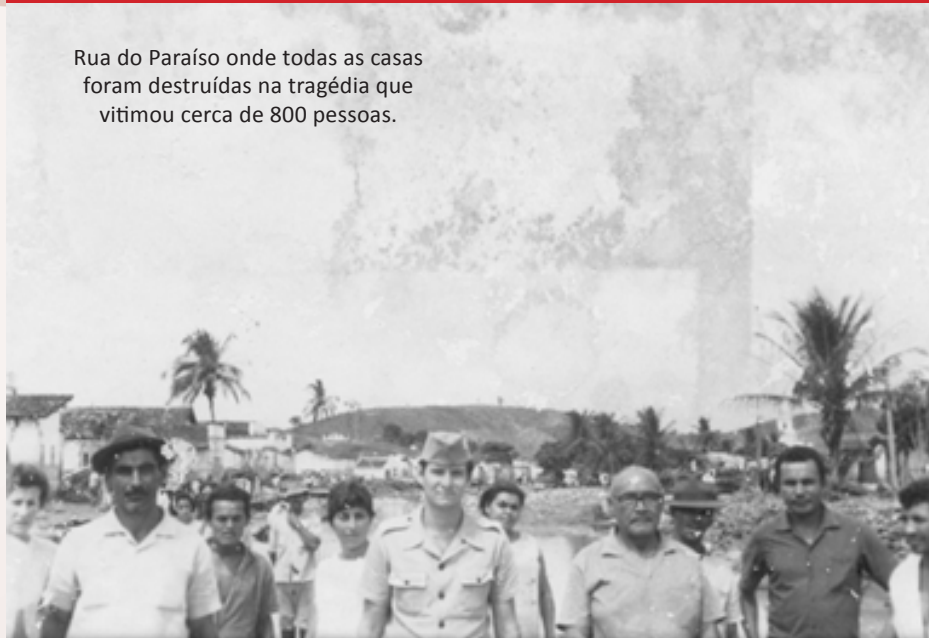 Rua do Paraíso onde todas as casas
foram destruídas na tragédia que
vitimou cerca de 800 pessoas.